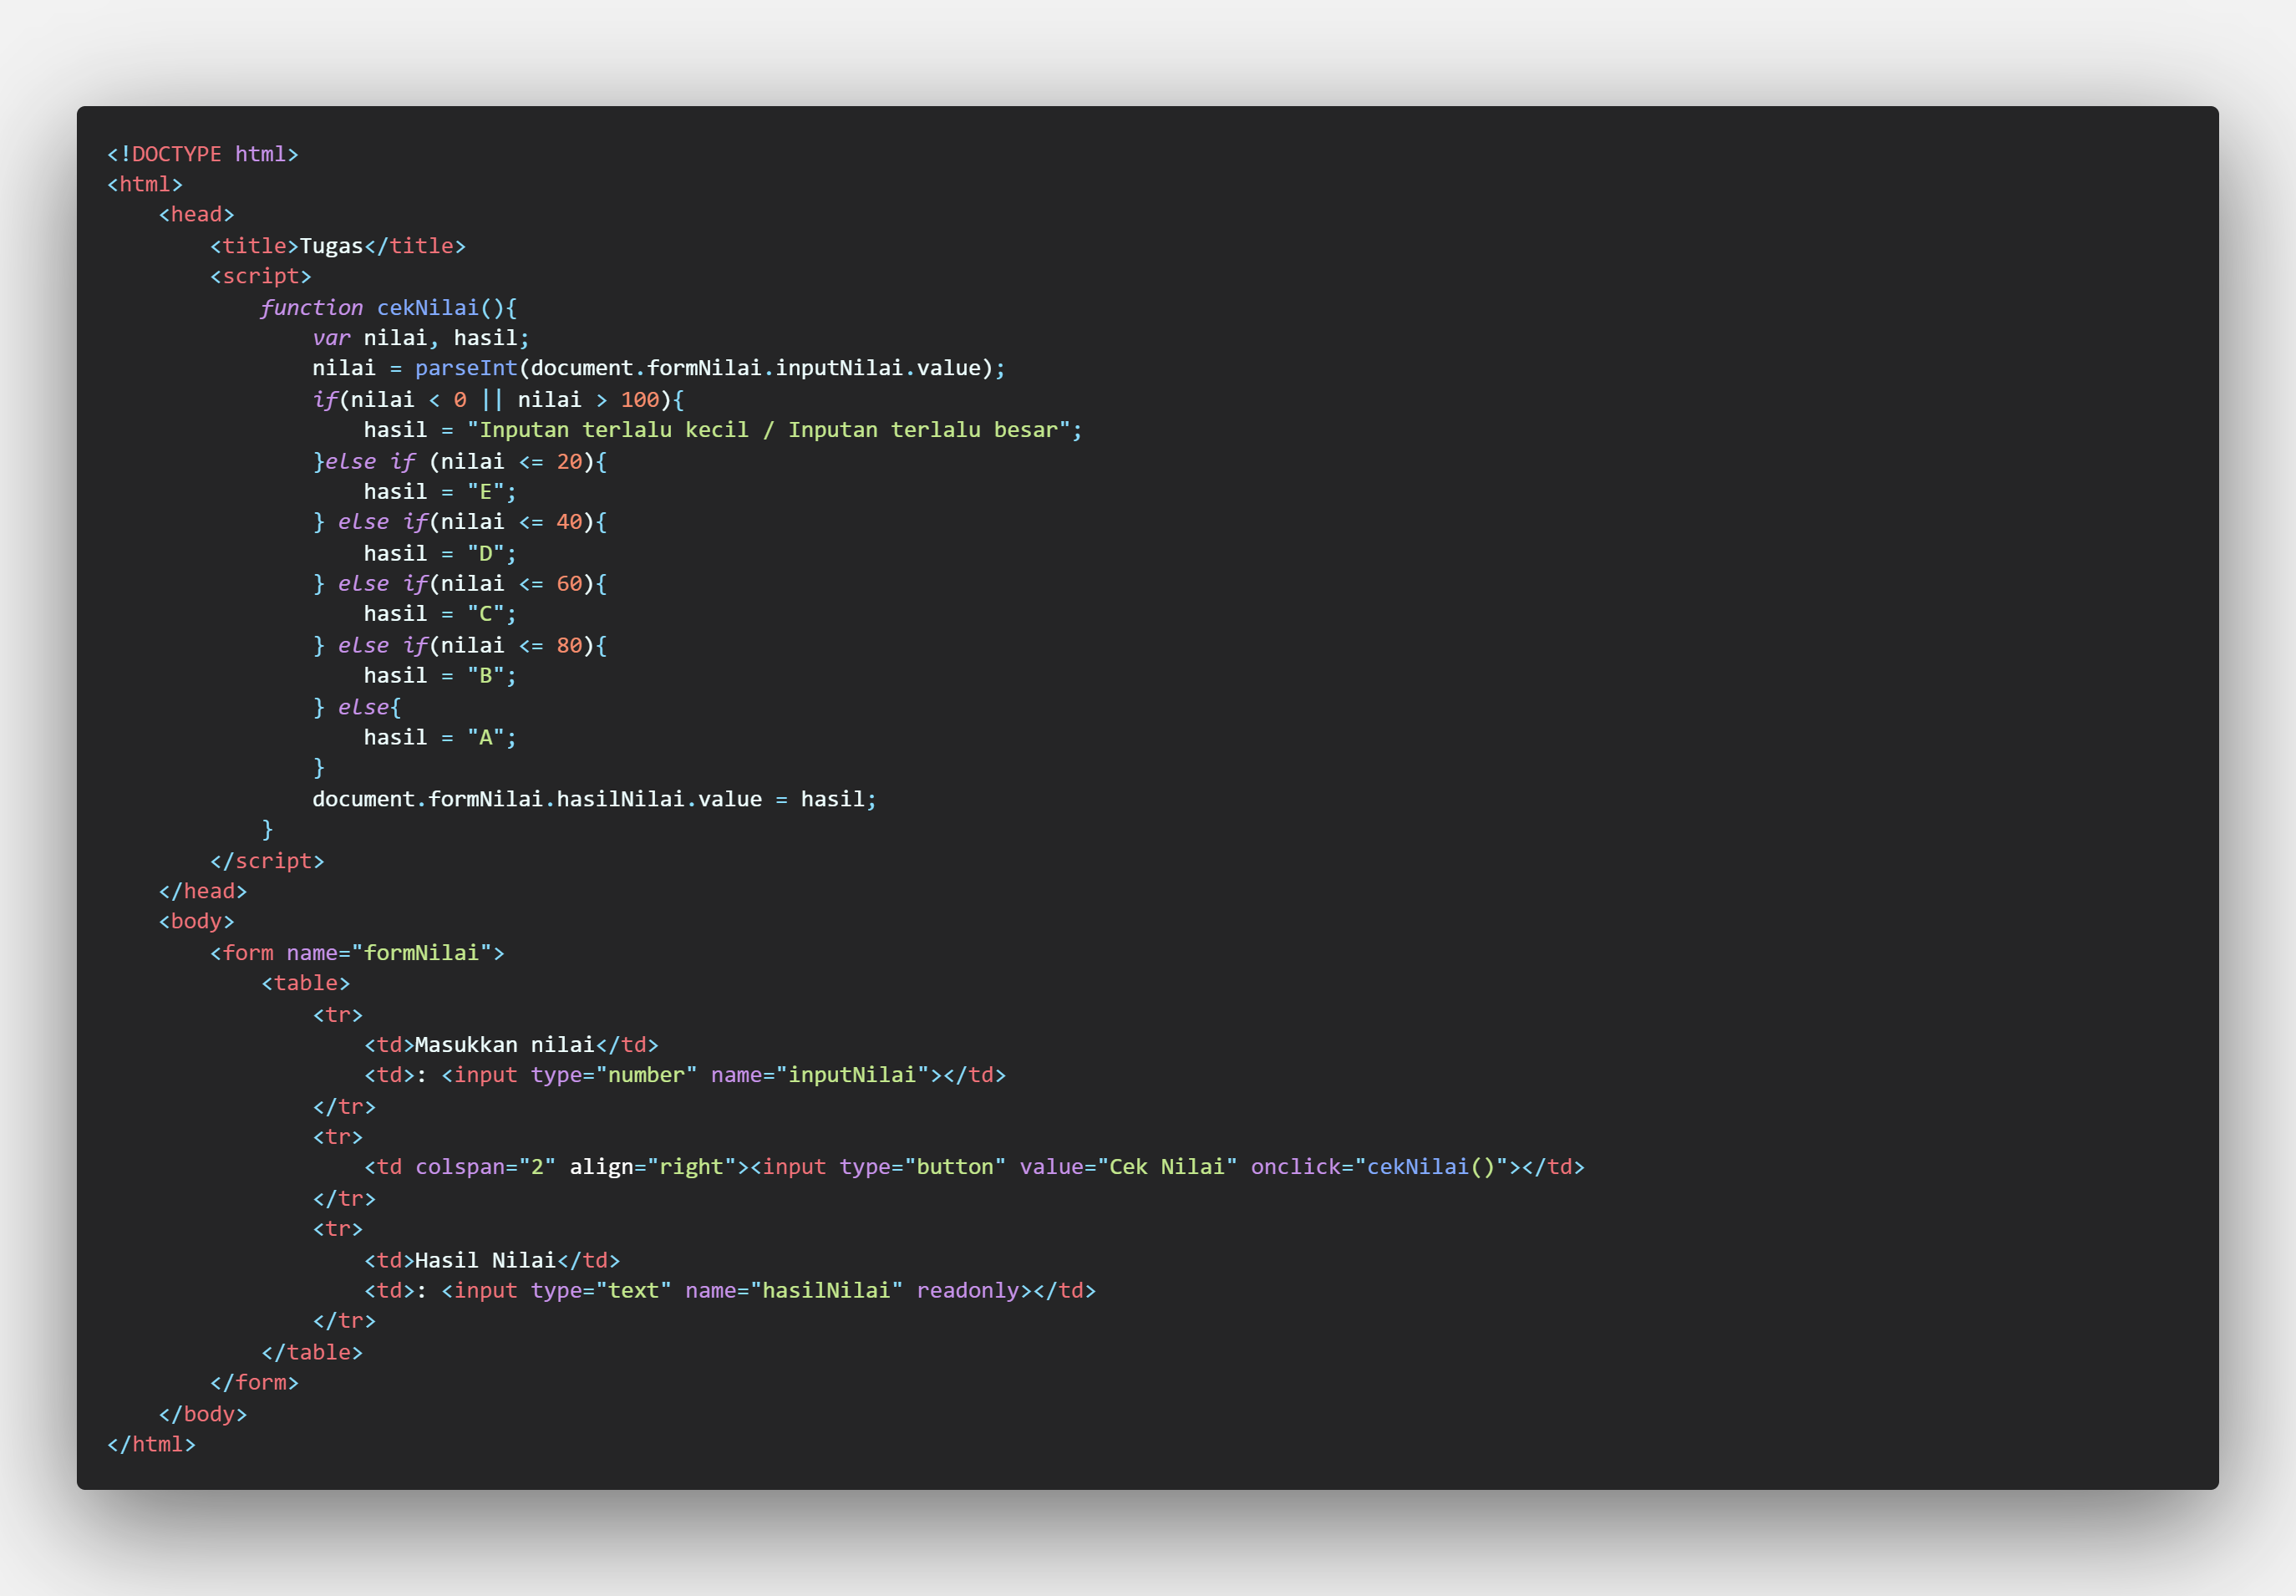 <!DOCTYPE html>
<html>
    <head>
        <title>Tugas</title>
        <script>
            function cekNilai(){
                var nilai, hasil;
                nilai = parseInt(document.formNilai.inputNilai.value);
                if(nilai < 0 || nilai > 100){
                    hasil = "Inputan terlalu kecil / Inputan terlalu besar";
                }else if (nilai <= 20){
                    hasil = "E";
                } else if(nilai <= 40){
                    hasil = "D";
                } else if(nilai <= 60){
                    hasil = "C";
                } else if(nilai <= 80){
                    hasil = "B";
                } else{
                    hasil = "A";
                }
                document.formNilai.hasilNilai.value = hasil;
            }
        </script>
    </head>
    <body>
        <form name="formNilai">
            <table>
                <tr>
                    <td>Masukkan nilai</td>
                    <td>: <input type="number" name="inputNilai"></td>
                </tr>
                <tr>
                    <td colspan="2" align="right"><input type="button" value="Cek Nilai" onclick="cekNilai()"></td>
                </tr>
                <tr>
                    <td>Hasil Nilai</td>
                    <td>: <input type="text" name="hasilNilai" readonly></td>
                </tr>
            </table>
        </form>
    </body>
</html>